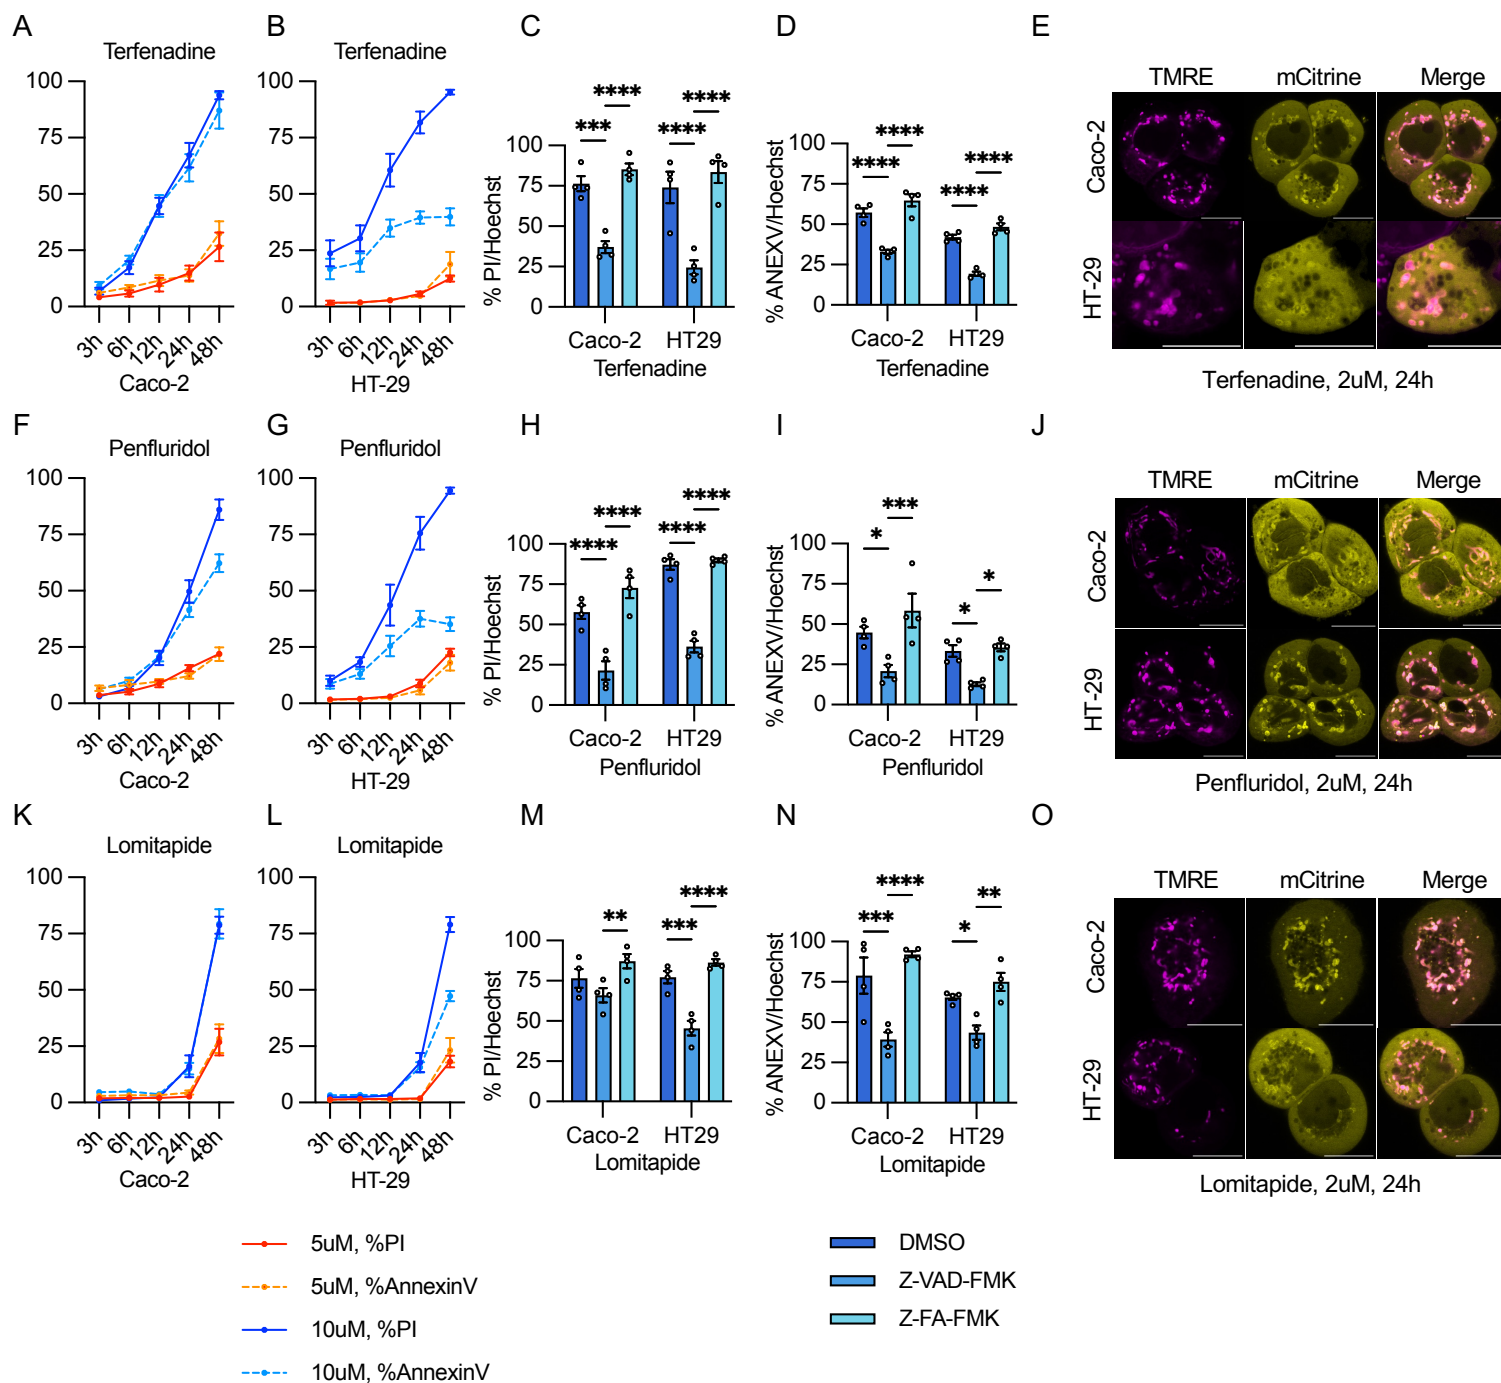 A
B
C
D
E
Terfenadine
Terfenadine
100
75
50
25
0
3h
6h
12h
24h
48h
Caco-2
100
75
50
25
0
3h
6h
12h
24h
48h
HT-29
% PI/Hoechst
100
75
50
25
0
***
****
****
****
Caco-2 HT29
Terfenadine
% ANEXV/Hoechst
100
75
50
25
0
****
****
****
****
Caco-2 HT29
Terfenadine
TMRE mCitrine Merge
Caco-2
HT-29
Terfenadine, 2uM, 24h
F
G
H
I
J
Penfluridol
Penfluridol
100
75
50
25
0
3h
6h
12h
24h
48h
Caco-2
100
75
50
25
0
3h
6h
12h
24h
48h
HT-29
% PI/Hoechst
100
75
50
25
0
****
****
****
****
Caco-2 HT29
Penfluridol
% ANEXV/Hoechst
100
75
50
25
0
*
***
*
*
Caco-2 HT29
Penfluridol
TMRE mCitrine Merge
Caco-2
HT-29
Penfluridol, 2uM, 24h
K
L
M
N
O
Lomitapide
Lomitapide
100
75
50
25
0
3h
6h
12h
24h
48h
Caco-2
100
75
50
25
0
3h
6h
12h
24h
48h
HT-29
% PI/Hoechst
100
75
50
25
0
**
***
****
Caco-2 HT29
Lomitapide
% ANEXV/Hoechst
100
75
50
25
0
***
****
*
**
Caco-2 HT29
Lomitapide
TMRE mCitrine Merge
Caco-2
HT-29
Lomitapide, 2uM, 24h
5uM, %PI
5uM, %AnnexinV
10uM, %PI
10uM, %AnnexinV
DMSO
Z-VAD-FMK
Z-FA-FMK